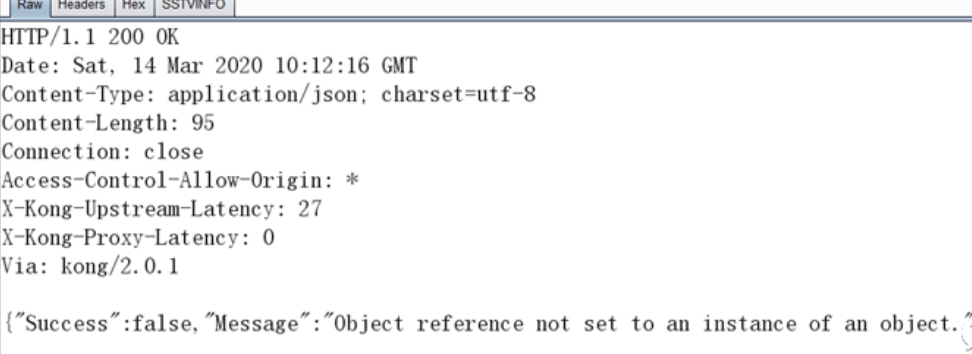 Raw Headers Hex SSTVINFO
HTTP/1.1 200 OK
Date: Sat, 14 Mar 2020 10:12:16 GMT
Content-Type: application/json; charset=utf-8
Content-Length: 95
Connection: close
Access-Control-Allow-Origin: *
X-Kong-Upstream-Latency: 27
X-Kong-Proxy-Latency: 0
Via: kong/2.0.1
{"Success":false,"Message":"Object reference not set to an instance of an object."